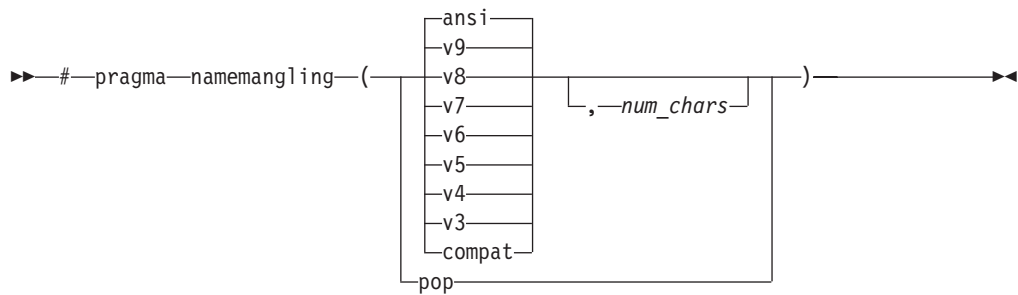 ansi
v9
# pragma namemangling ( v8 )
, num_chars
v7
v6
v5
v4
v3
compat
pop